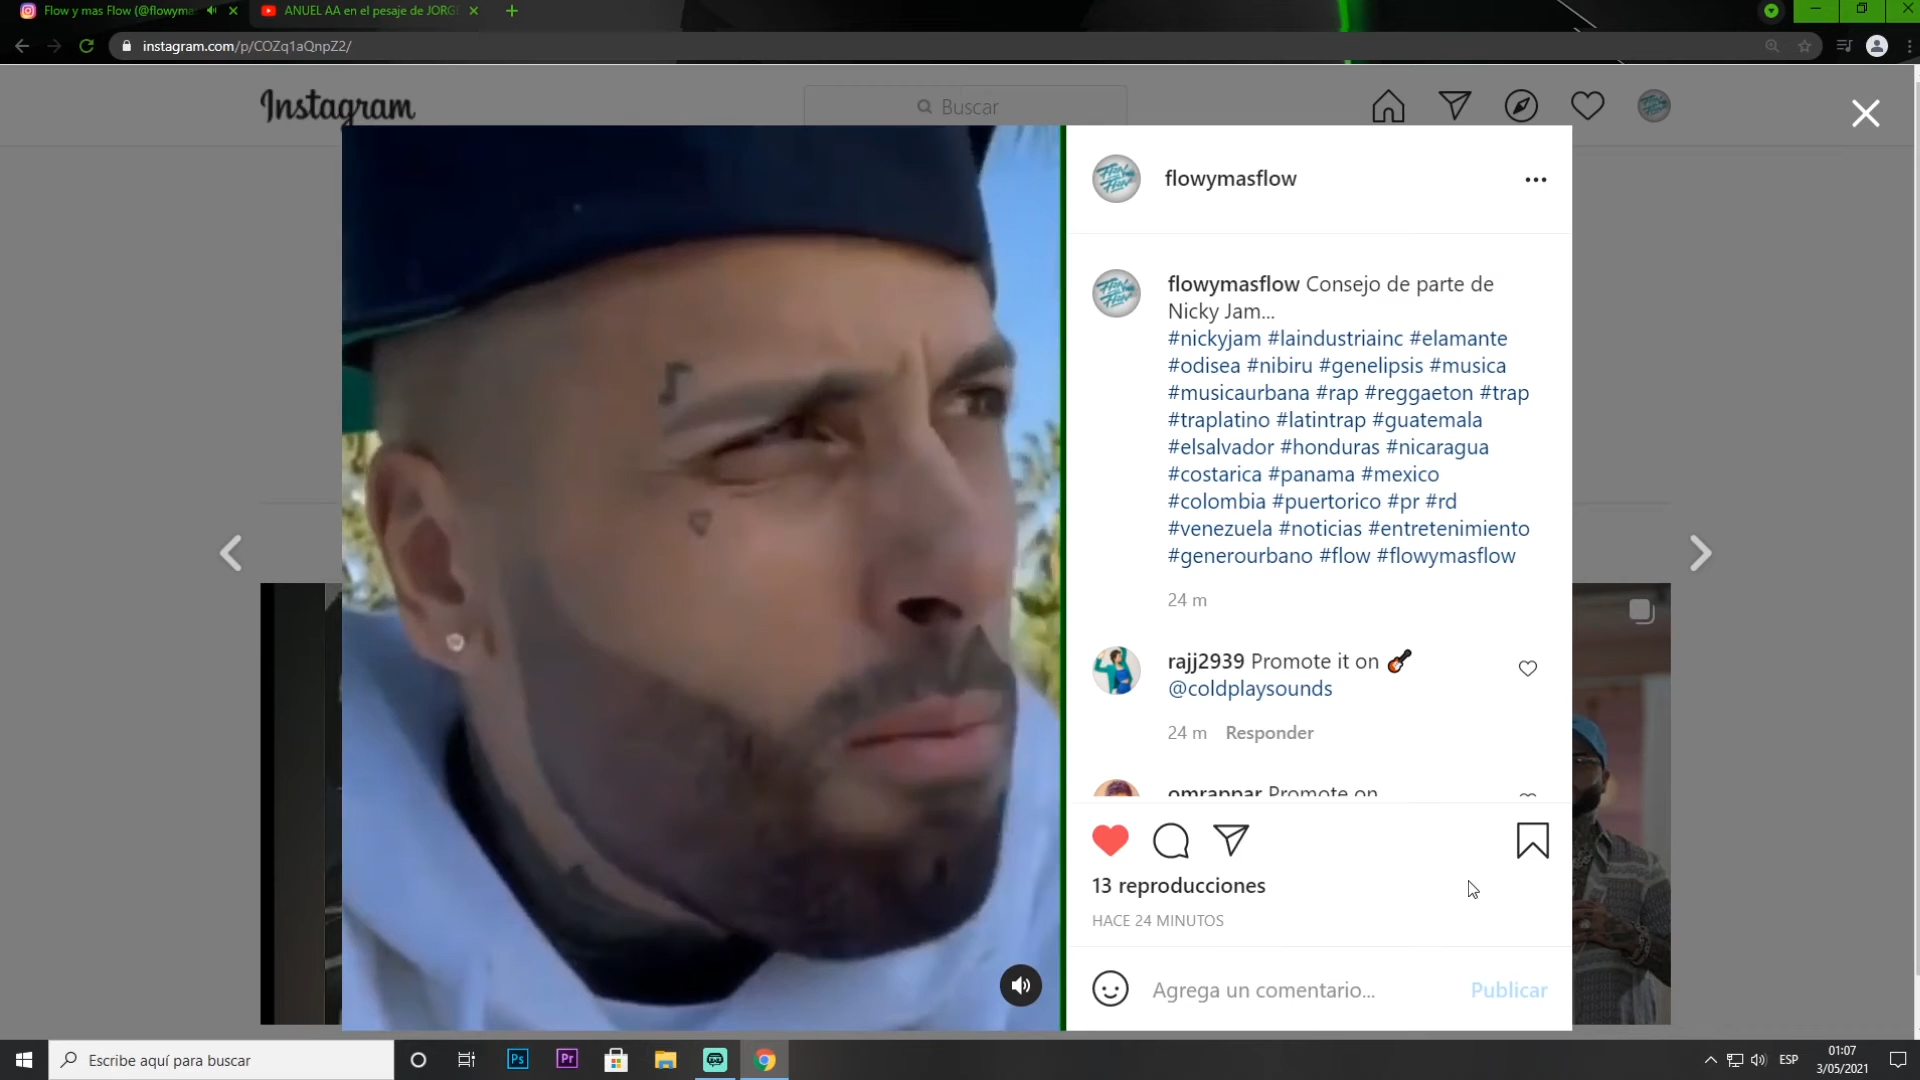 Flow y mas Flow (@flowyma
ANUEL AA en el pesaje de JORG
instagram.com/p/COZq1aQnpZ2/
Instagram
Buscar
flowymasflow
flowymasflow Consejo de parte de
Nicky Jam...
#nickyjam #laindustriainc #elamante
#odisea #nibiru #genelipsis #musica
#musicaurbana #rap #reggaeton #trap
#traplatino #latintrap #guatemala
#elsalvador #honduras #nicaragua
#costarica #panama #mexico
#colombia #puertorico #pr #rd
#venezuela #noticias #entretenimiento
#generourbano #flow #flowymasflow
24 m
rajj2939 Promote it on
@coldplaysounds
24 m Responder
omrappar Promote on
13 reproducciones
HACE 24 MINUTOS
Agrega un comentario...
Publicar
Escribe aquí para buscar
Ps
Pr
ESP
01:07
3/05/2021